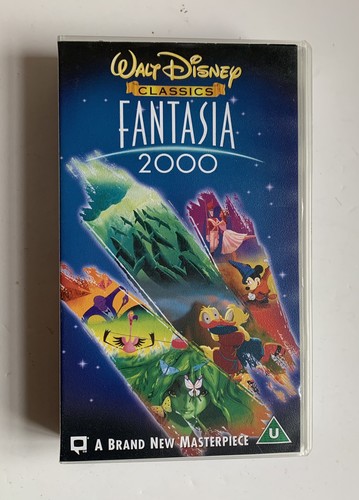 WALT DISNEY
CLASSICS
FANTASIA
2000
A BRAND NEW MASTERPIECE
U